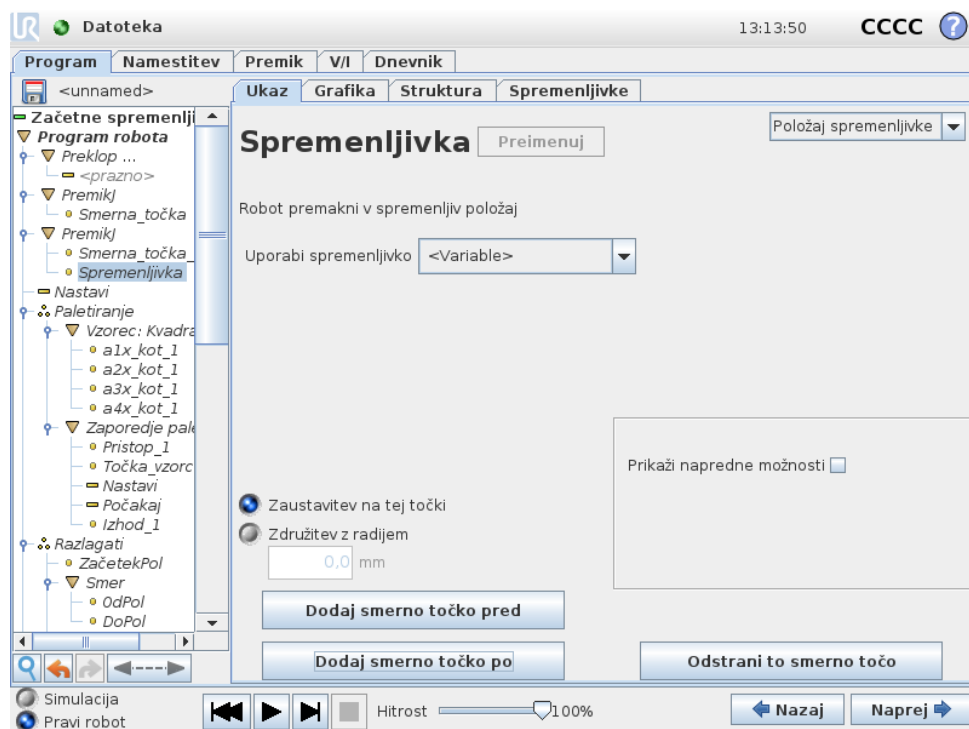 UR Datoteka 13:13:50 CCCC ?
Program Namestitev Premik V/I Dnevnik
<unnamed>
Ukaz Grafika Struktura Spremenljivke
Začetne spremenlji
Program robota
Preklop ...
<prazno>
PremikJ
Smerna_točka
PremikJ
Smerna_točka_
Spremenljivka
Nastavi
Paletiranje
Vzorec: Kvadra
a1x_kot_1
a2x_kot_1
a3x_kot_1
a4x_kot_1
Zaporedje pale
Pristop_1
Točka_vzorc
Nastavi
Počakaj
Izhod_1
Razlagati
ZačetekPol
Smer
OdPol
DoPol
Spremenljivka Preimenuj
Položaj spremenljivke
Robot premakni v spremenljiv položaj
Uporabi spremenljivko <Variable>
Prikaži napredne možnosti
Zaustavitev na tej točki
Združitev z radijem
0,0 mm
Dodaj smerno točko pred
Dodaj smerno točko po
Odstrani to smerno točo
Simulacija
Pravi robot
Hitrost 100%
Nazaj Naprej